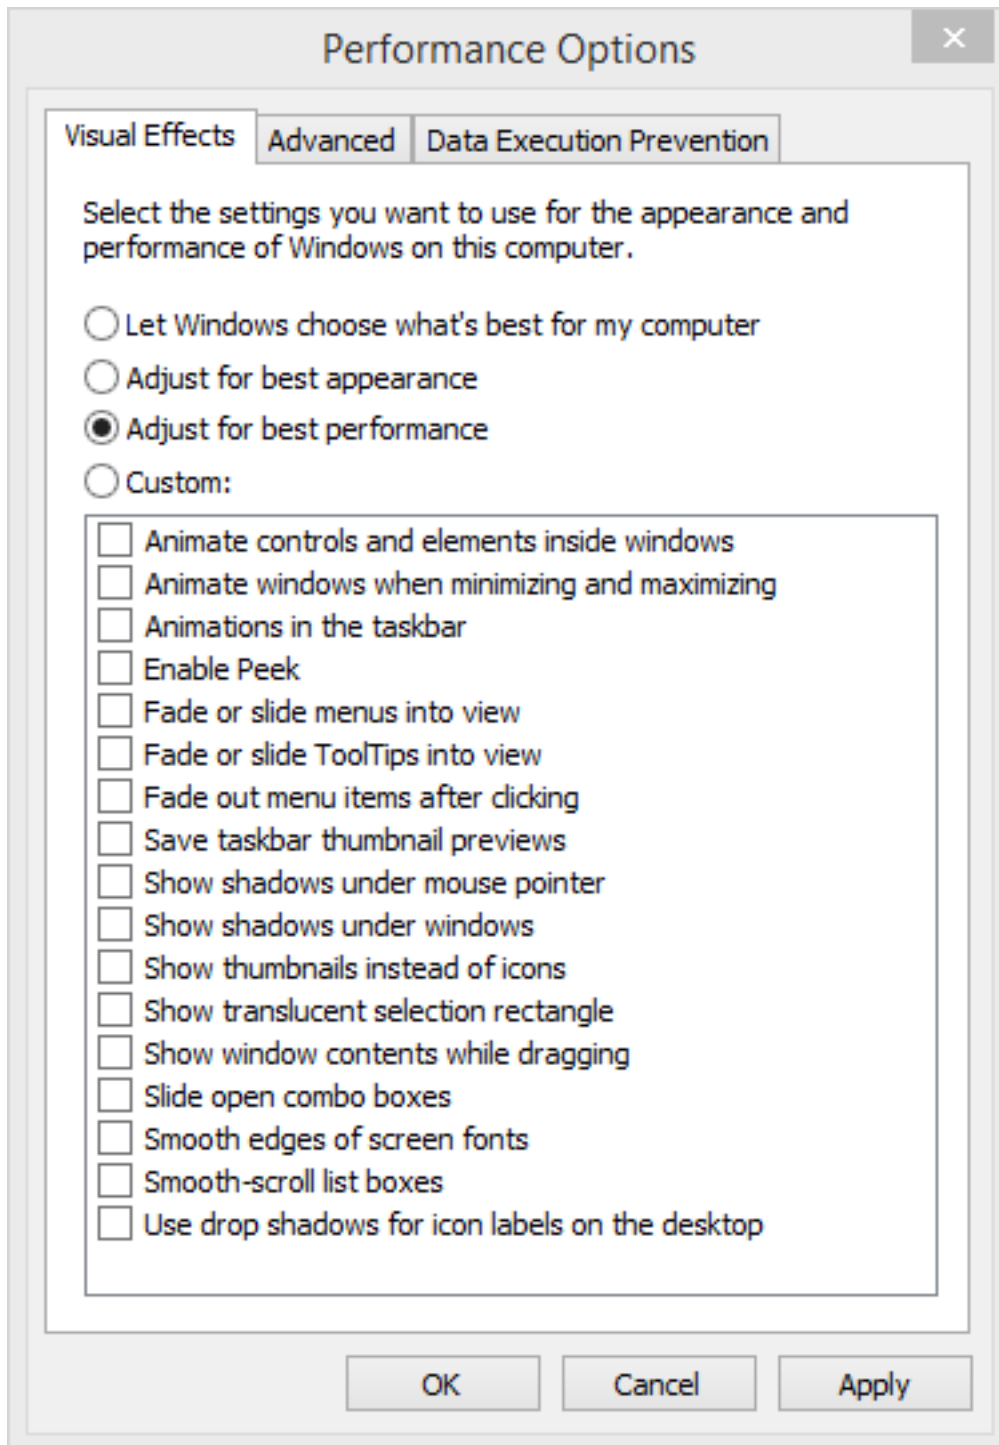 Performance Options
Visual Effects
Advanced
Data Execution Prevention
Select the settings you want to use for the appearance and
performance of Windows on this computer.
Let Windows choose what's best for my computer
Adjust for best appearance
Adjust for best performance
Custom:
Animate controls and elements inside windows
Animate windows when minimizing and maximizing
Animations in the taskbar
Enable Peek
Fade or slide menus into view
Fade or slide ToolTips into view
Fade out menu items after clicking
Save taskbar thumbnail previews
Show shadows under mouse pointer
Show shadows under windows
Show thumbnails instead of icons
Show translucent selection rectangle
Show window contents while dragging
Slide open combo boxes
Smooth edges of screen fonts
Smooth-scroll list boxes
Use drop shadows for icon labels on the desktop
OK
Cancel
Apply